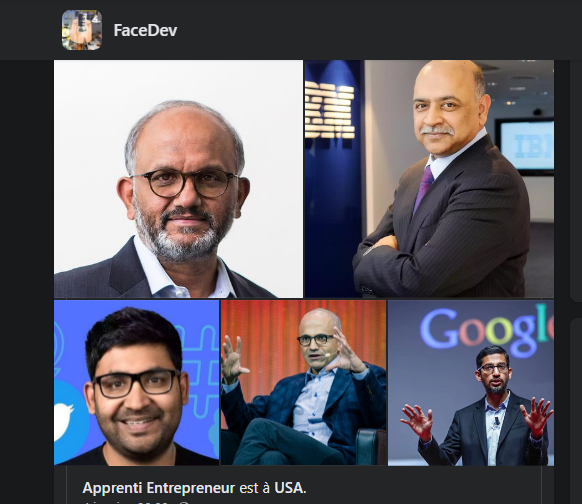 FaceDev
IBM
IBM
Google
Apprenti Entrepreneur est à USA.